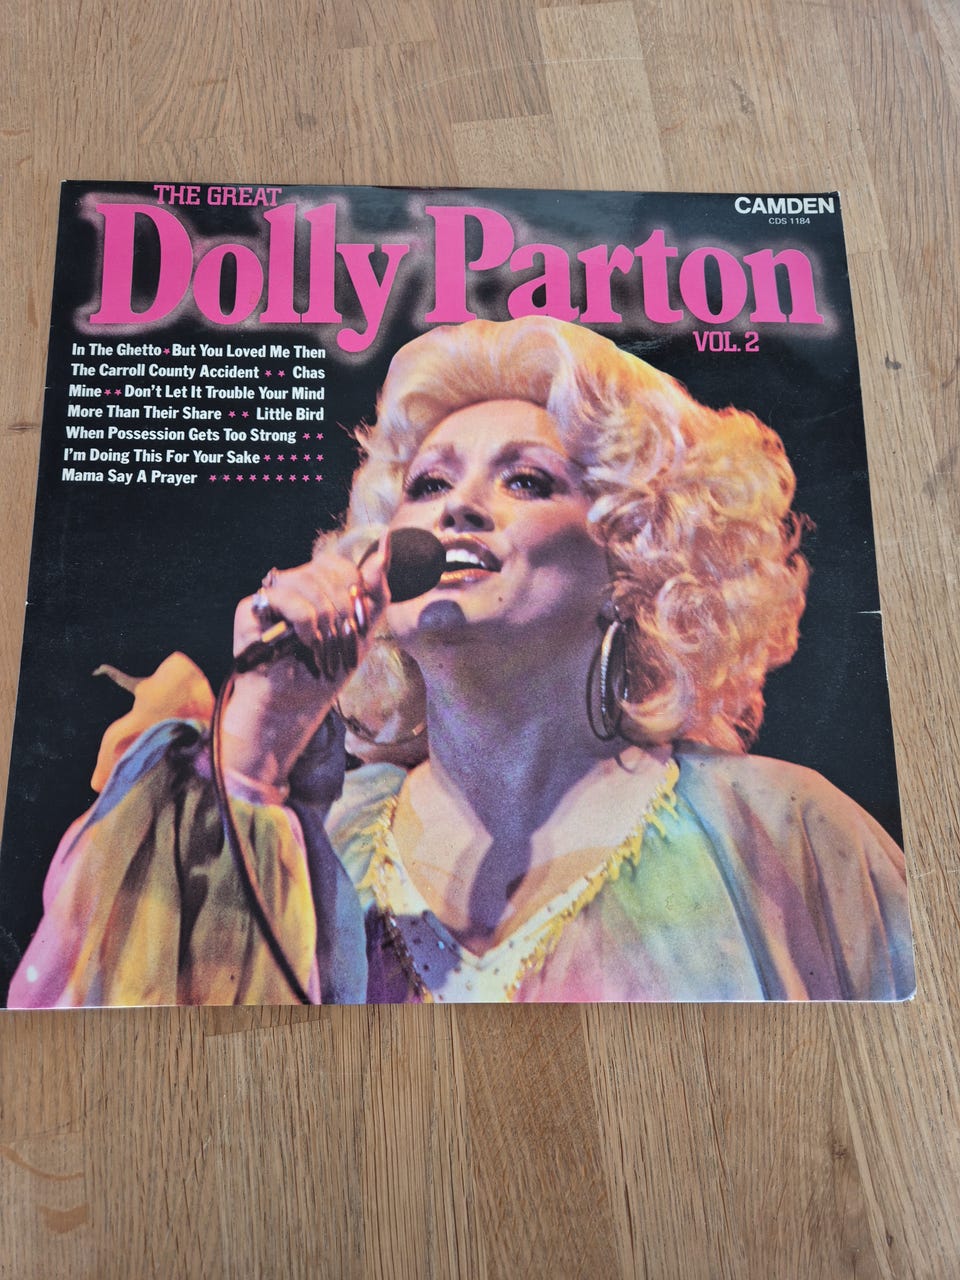 THE GREAT
CAMDEN
CDS 1184
Dolly Parton
VOL. 2
In The Ghetto ★ But You Loved Me Then
The Carroll County Accident ★ ★ Chas
Mine ★ ★ Don't Let It Trouble Your Mind
More Than Their Share ★ ★ Little Bird
When Possession Gets Too Strong ★ ★
I'm Doing This For Your Sake ★ ★ ★ ★ ★
Mama Say A Prayer ★ ★ ★ ★ ★ ★ ★ ★ ★